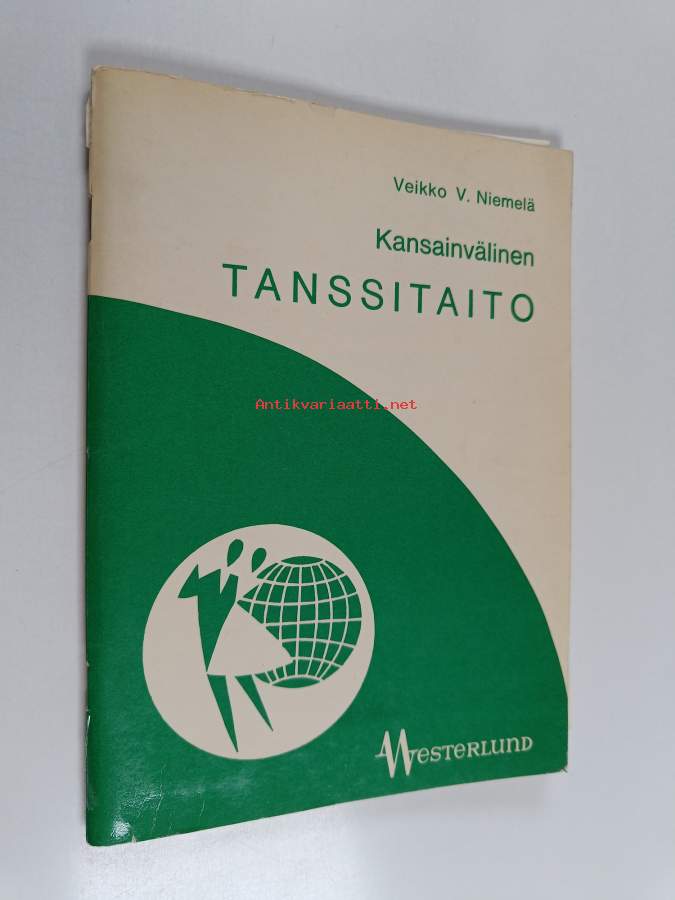 Veikko V. Niemelä
Kansainvälinen
TANSSITAITO
Antikvariaatti.net
WESTERLUND